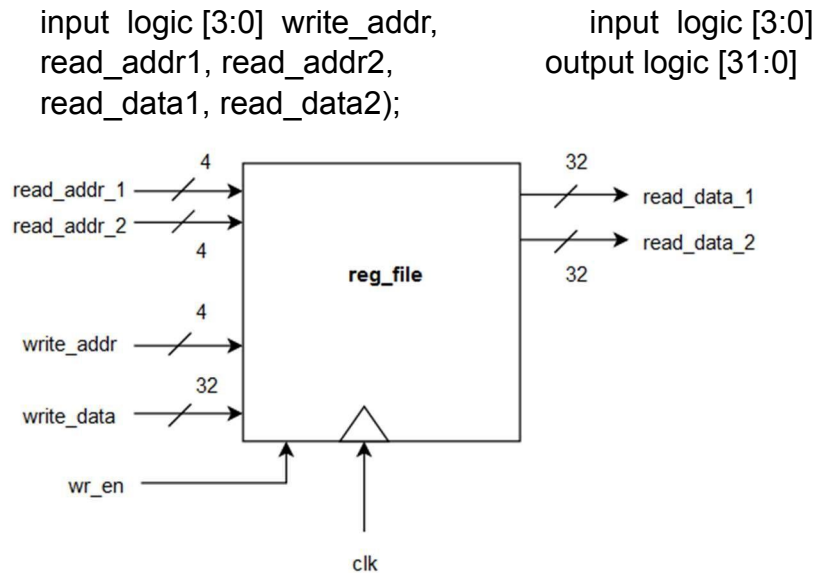 input logic [3:0] write_addr, input logic [3:0]
read_addr1, read_addr2, output logic [31:0]
read_data1, read_data2);
4
32
read_addr_1
read_data_1
read_addr_2
read_data_2
4
reg_file
32
4
write_addr
32
write_data
wr_en
clk